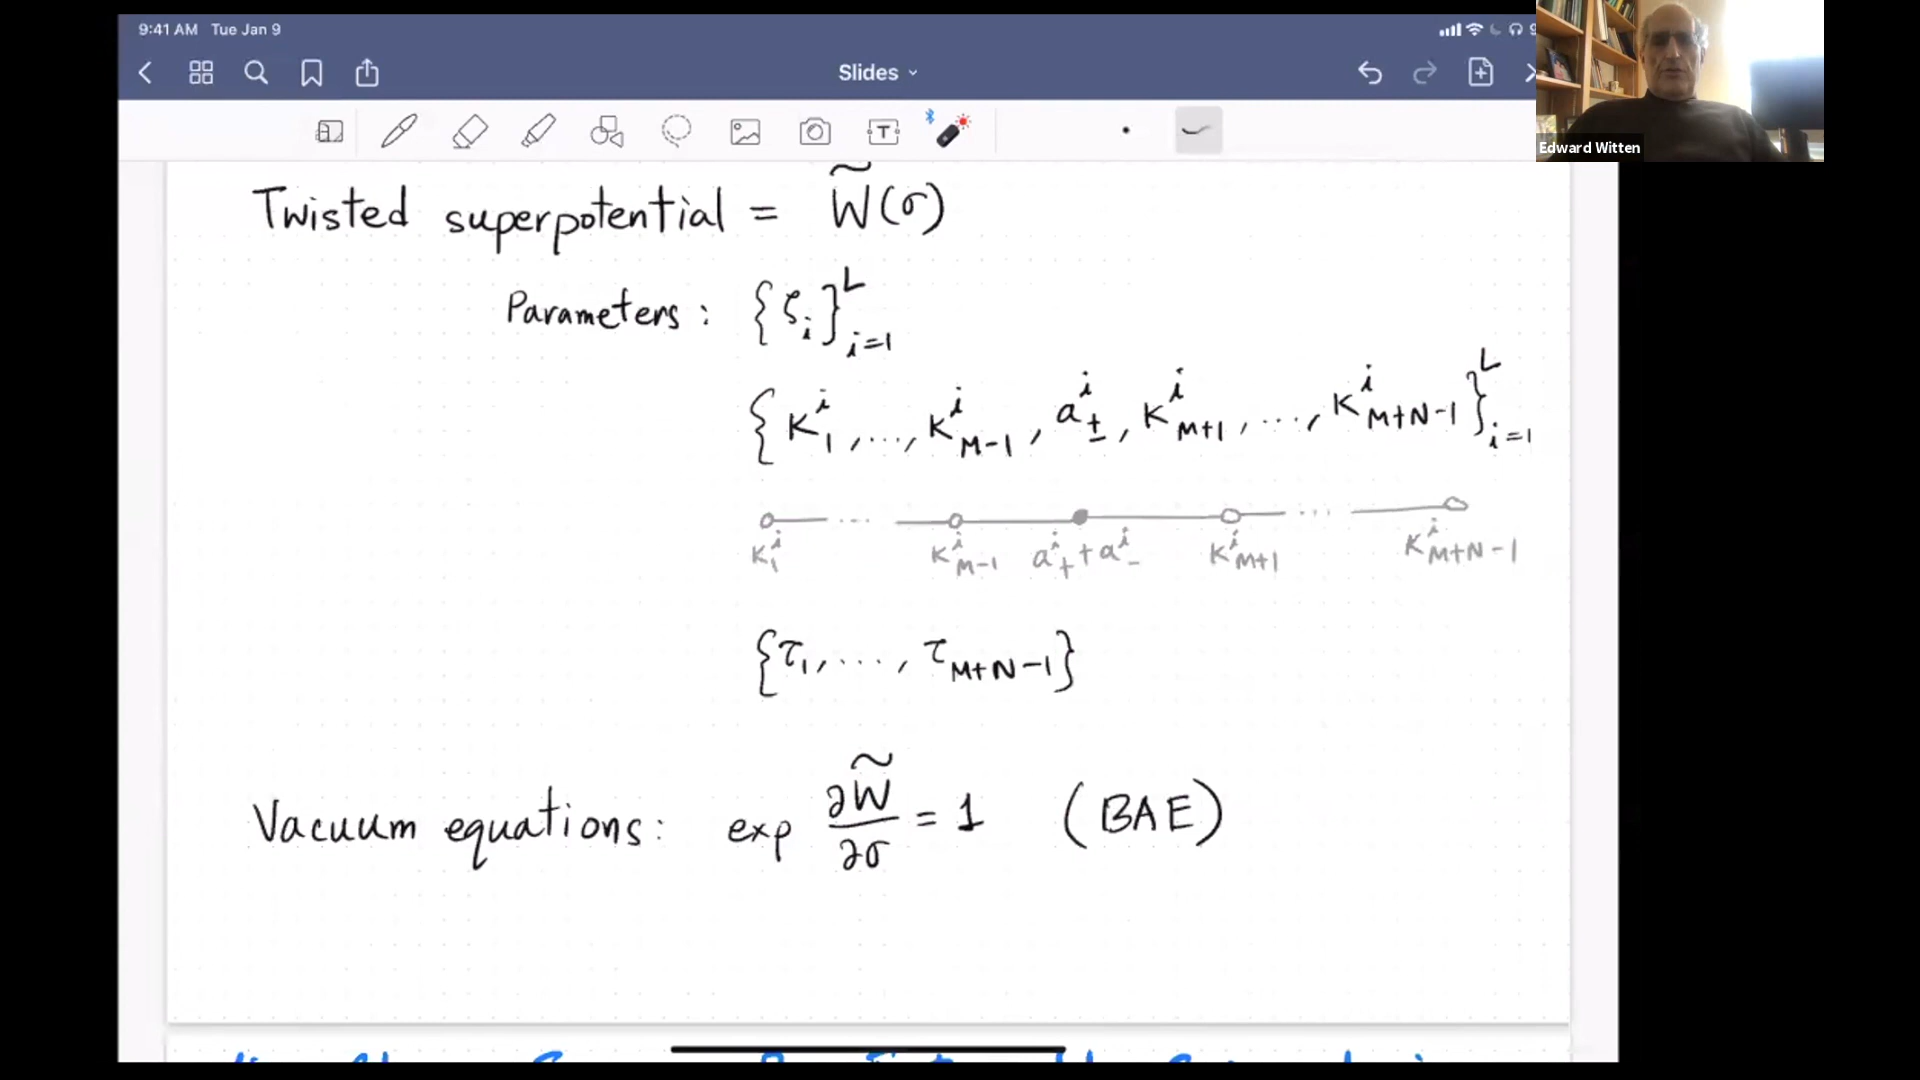 9:41 AM Tue Jan 9
Slides
T
Edward Witten
Twisted superpotential = W̃(σ)
Parameters: {ζ_i}^L_{i=1}
{K^i_1, ..., K^i_{M-1}, a^i_±, K^i_{M+1}, ..., K^i_{M+N-1}}^L_{i=1}
K^i_1 ... K^i_{M-1} a^i_+ + a^i_- K^i_{M+1} ... K^i_{M+N-1}
{τ_1, ..., τ_{M+N-1}}
Vacuum equations: exp ∂W̃/∂σ = 1 (BAE)